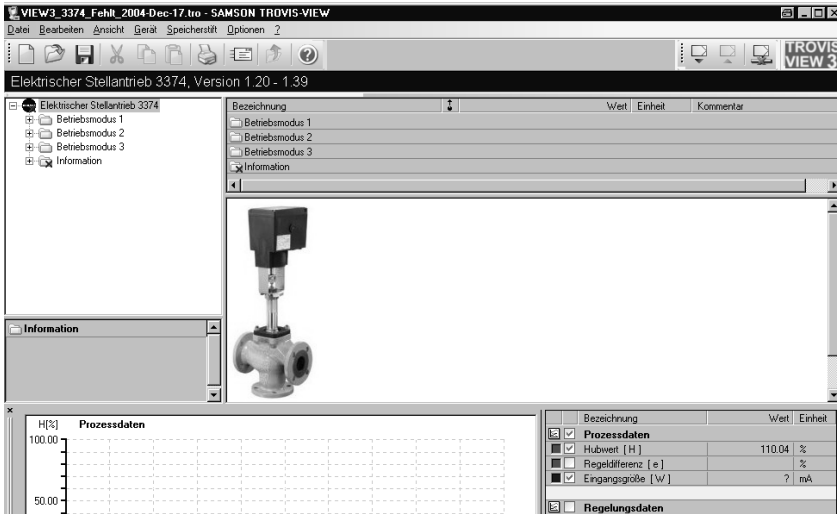 VIEW3_3374_Fehlt_2004-Dec-17.tro - SAMSON TROVIS-VIEW
Datei Bearbeiten Ansicht Gerät Speicherstift Optionen ?
TROVIS
VIEW 3
Elektrischer Stellantrieb 3374, Version 1.20 - 1.39
Elektrischer Stellantrieb 3374
Betriebsmodus 1
Betriebsmodus 2
Betriebsmodus 3
Information
Bezeichnung Wert Einheit Kommentar
Betriebsmodus 1
Betriebsmodus 2
Betriebsmodus 3
Information
Information
H[%] Prozessdaten
100.00
50.00
Bezeichnung Wert Einheit
Prozessdaten
Hubwert [ H ] 110.04 %
Regeldifferenz [ e ] %
Eingangsgröße [ W ] ? mA
Regelungsdaten